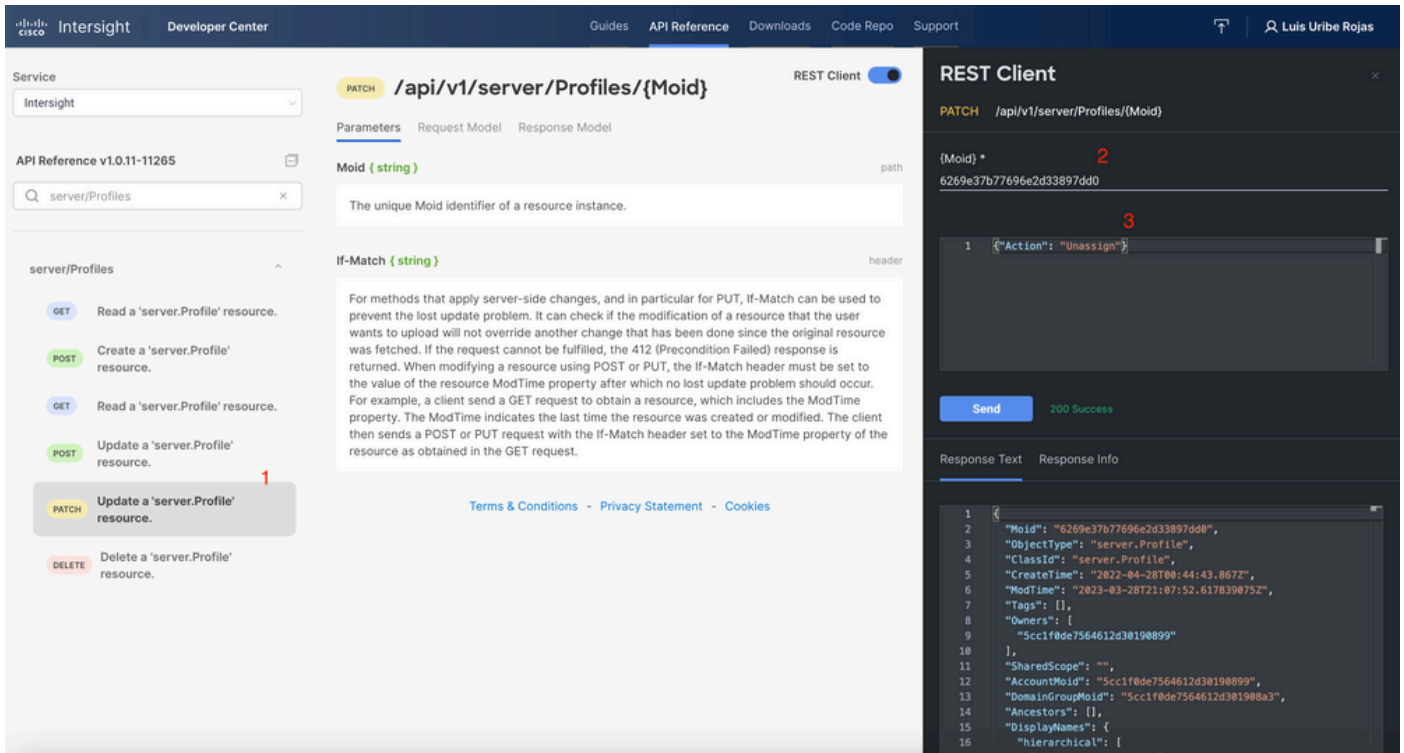 cisco Intersight Developer Center Guides API Reference Downloads Code Repo Support Luis Uribe Rojas
Service
Intersight
API Reference v1.0.11-11265
server/Profiles
server/Profiles
GET Read a 'server.Profile' resource.
POST Create a 'server.Profile'
resource.
GET Read a 'server.Profile' resource.
POST Update a 'server.Profile'
resource.
1
PATCH Update a 'server.Profile'
resource.
DELETE Delete a 'server.Profile'
resource.
PATCH /api/v1/server/Profiles/{Moid}
REST Client
Parameters Request Model Response Model
Moid { string } path
The unique Moid identifier of a resource instance.
If-Match { string } header
For methods that apply server-side changes, and in particular for PUT, If-Match can be used to
prevent the lost update problem. It can check if the modification of a resource that the user
wants to upload will not override another change that has been done since the original resource
was fetched. If the request cannot be fulfilled, the 412 (Precondition Failed) response is
returned. When modifying a resource using POST or PUT, the If-Match header must be set to
the value of the resource ModTime property after which no lost update problem should occur.
For example, a client send a GET request to obtain a resource, which includes the ModTime
property. The ModTime indicates the last time the resource was created or modified. The client
then sends a POST or PUT request with the If-Match header set to the ModTime property of the
resource as obtained in the GET request.
Terms & Conditions - Privacy Statement - Cookies
REST Client
PATCH /api/v1/server/Profiles/{Moid}
{Moid} * 2
6269e37b77696e2d33897dd0
3
1 {"Action": "Unassign"}
Send 200 Success
Response Text Response Info
1 {
2 "Moid": "6269e37b77696e2d33897dd0",
3 "ObjectType": "server.Profile",
4 "ClassId": "server.Profile",
5 "CreateTime": "2022-04-28T00:44:43.867Z",
6 "ModTime": "2023-03-28T21:07:52.617839075Z",
7 "Tags": [],
8 "Owners": [
9 "5cc1f0de7564612d30190899"
10 ],
11 "SharedScope": "",
12 "AccountMoid": "5cc1f0de7564612d30190899",
13 "DomainGroupMoid": "5cc1f0de7564612d301908a3",
14 "Ancestors": [],
15 "DisplayNames": {
16 "hierarchical": [